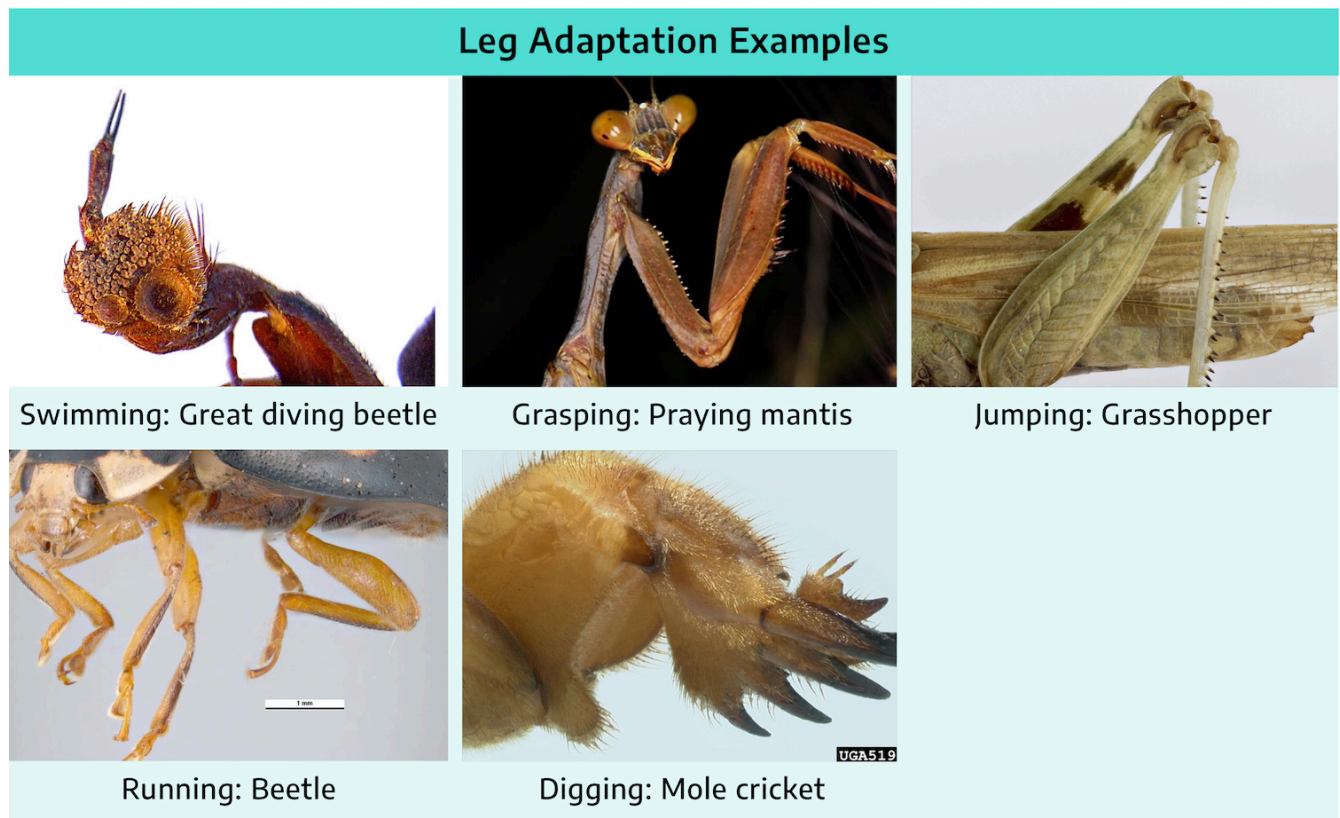 Leg Adaptation Examples
Swimming: Great diving beetle
Grasping: Praying mantis
Jumping: Grasshopper
1 mm
UGA519
Running: Beetle
Digging: Mole cricket